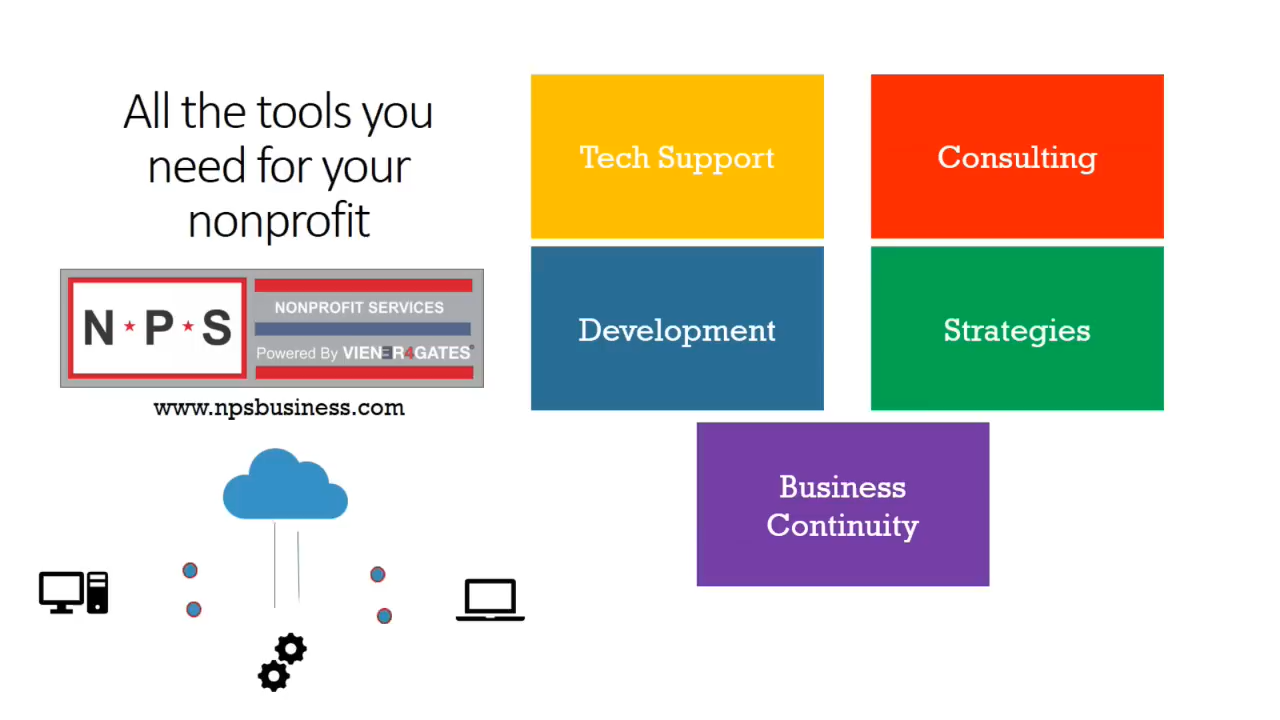 All the tools you
need for your
nonprofit
N★P★S
NONPROFIT SERVICES
Powered By VIENER4GATES®
www.npsbusiness.com
Tech Support
Consulting
Development
Strategies
Business
Continuity